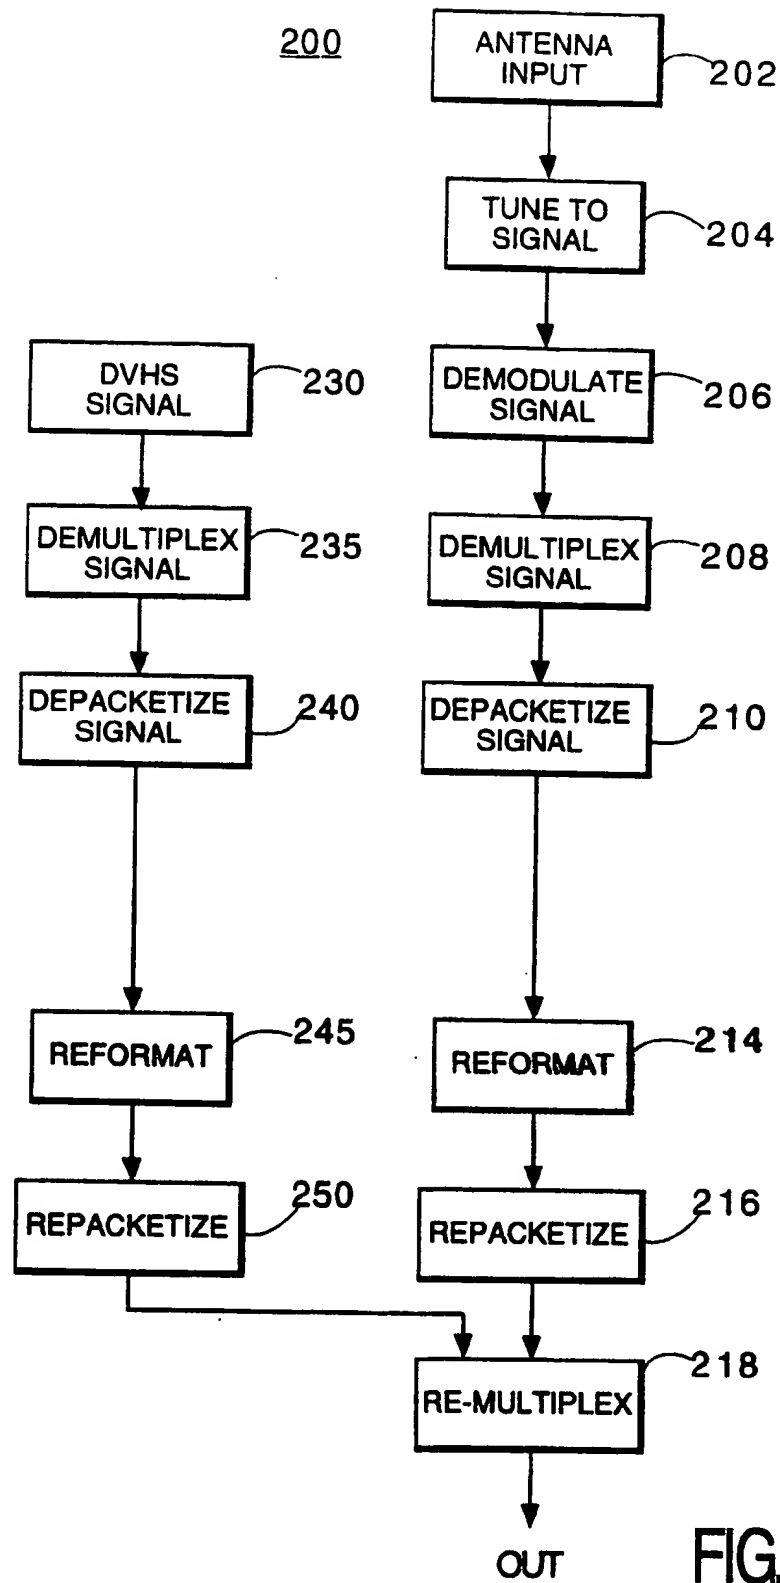 200
ANTENNA
INPUT
202
TUNE TO
SIGNAL
204
DVHS
SIGNAL
230
DEMODULATE
SIGNAL
206
DEMULTIPLEX
SIGNAL
235
DEMULTIPLEX
SIGNAL
208
DEPACKETIZE
SIGNAL
240
DEPACKETIZE
SIGNAL
210
REFORMAT
245
REFORMAT
214
REPACKETIZE
250
REPACKETIZE
216
RE-MULTIPLEX
218
OUT
FIG.